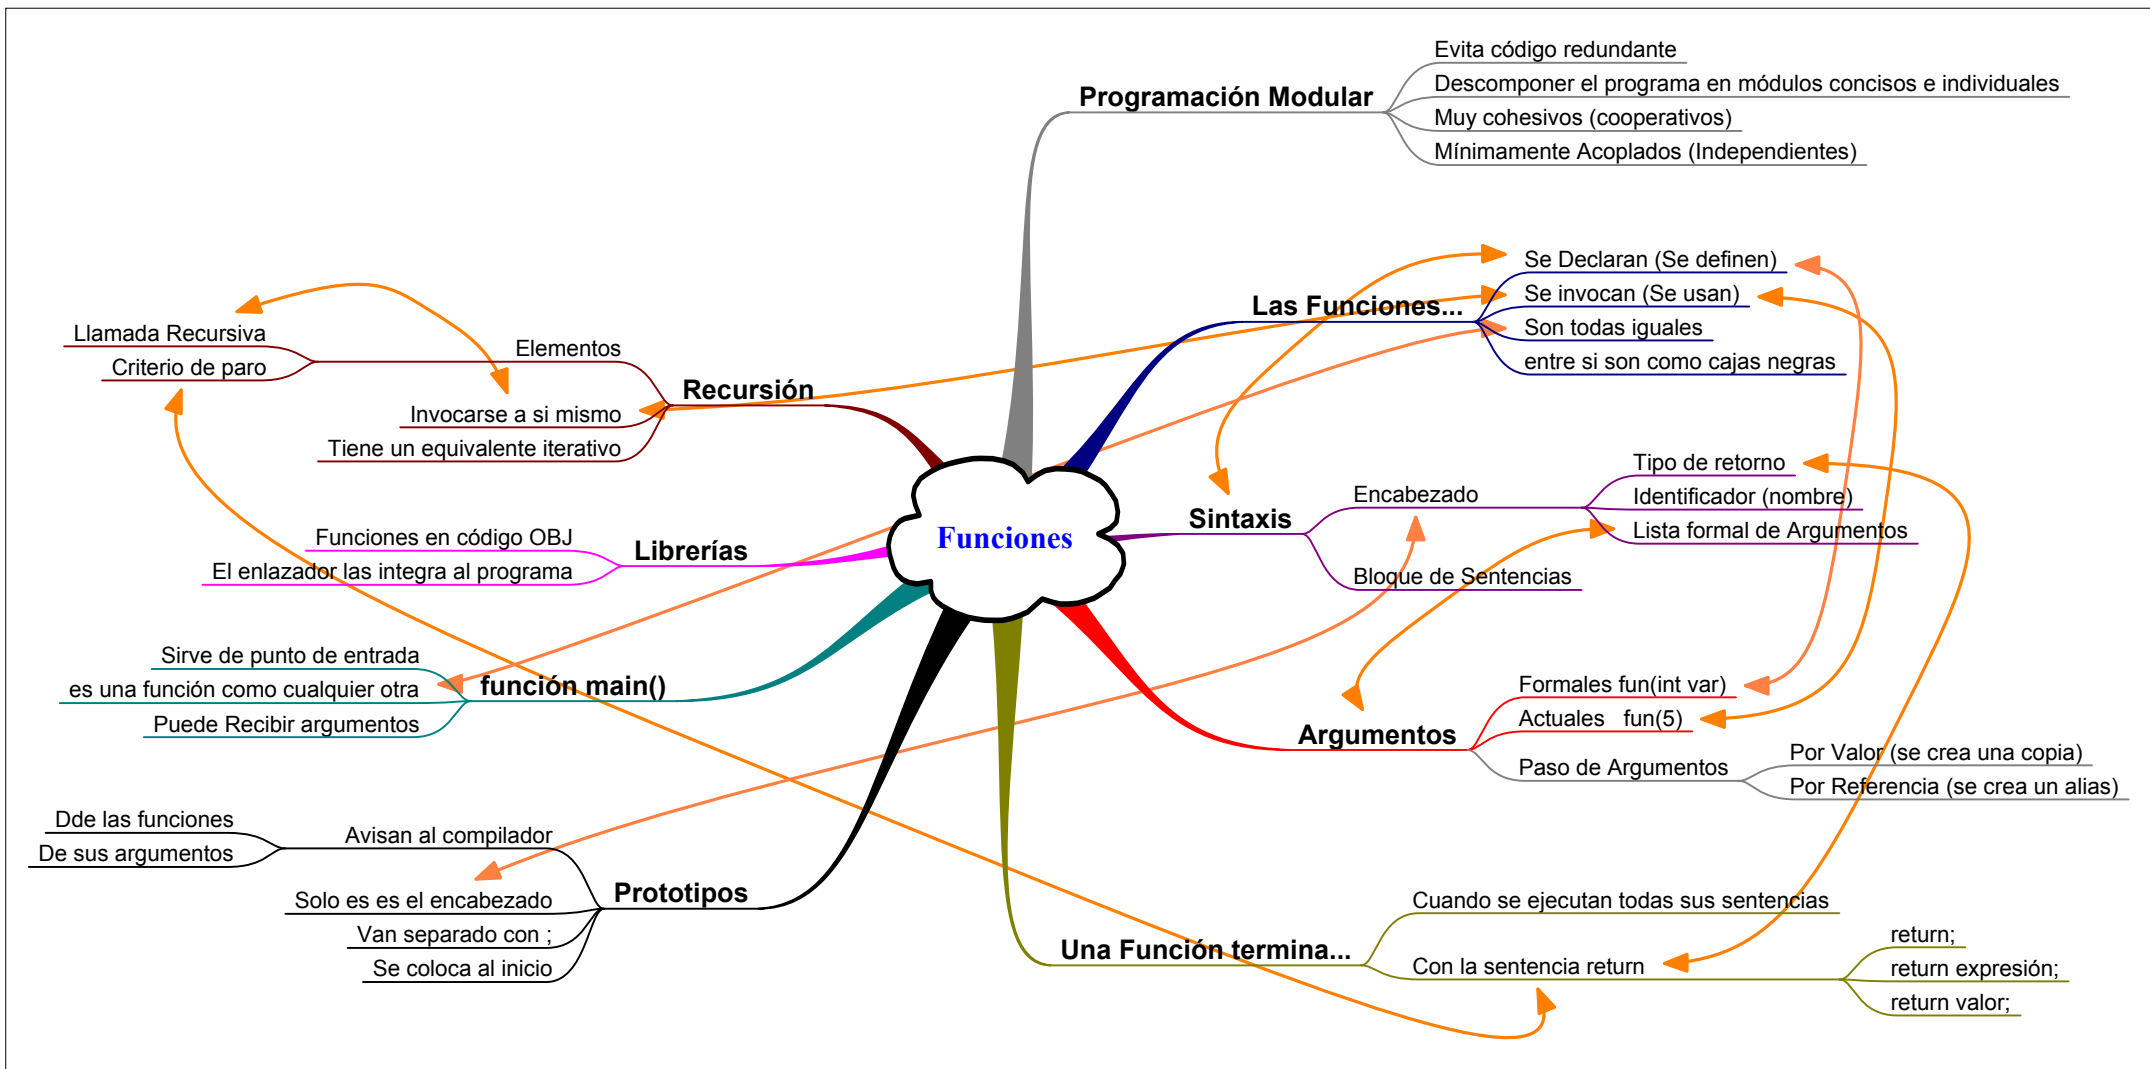 Funciones
Programación Modular
Evita código redundante
Descomponer el programa en módulos concisos e individuales
Muy cohesivos (cooperativos)
Mínimamente Acoplados (Independientes)
Las Funciones...
Se Declaran (Se definen)
Se invocan (Se usan)
Son todas iguales
entre si son como cajas negras
Sintaxis
Encabezado
Tipo de retorno
Identificador (nombre)
Lista formal de Argumentos
Bloque de Sentencias
Argumentos
Formales fun(int var)
Actuales fun(5)
Paso de Argumentos
Por Valor (se crea una copia)
Por Referencia (se crea un alias)
Una Función termina...
Cuando se ejecutan todas sus sentencias
Con la sentencia return
return;
return expresión;
return valor;
Recursión
Elementos
Llamada Recursiva
Criterio de paro
Invocarse a si mismo
Tiene un equivalente iterativo
Librerías
Funciones en código OBJ
El enlazador las integra al programa
función main()
Sirve de punto de entrada
es una función como cualquier otra
Puede Recibir argumentos
Prototipos
Avisan al compilador
Dde las funciones
De sus argumentos
Solo es es el encabezado
Van separado con ;
Se coloca al inicio